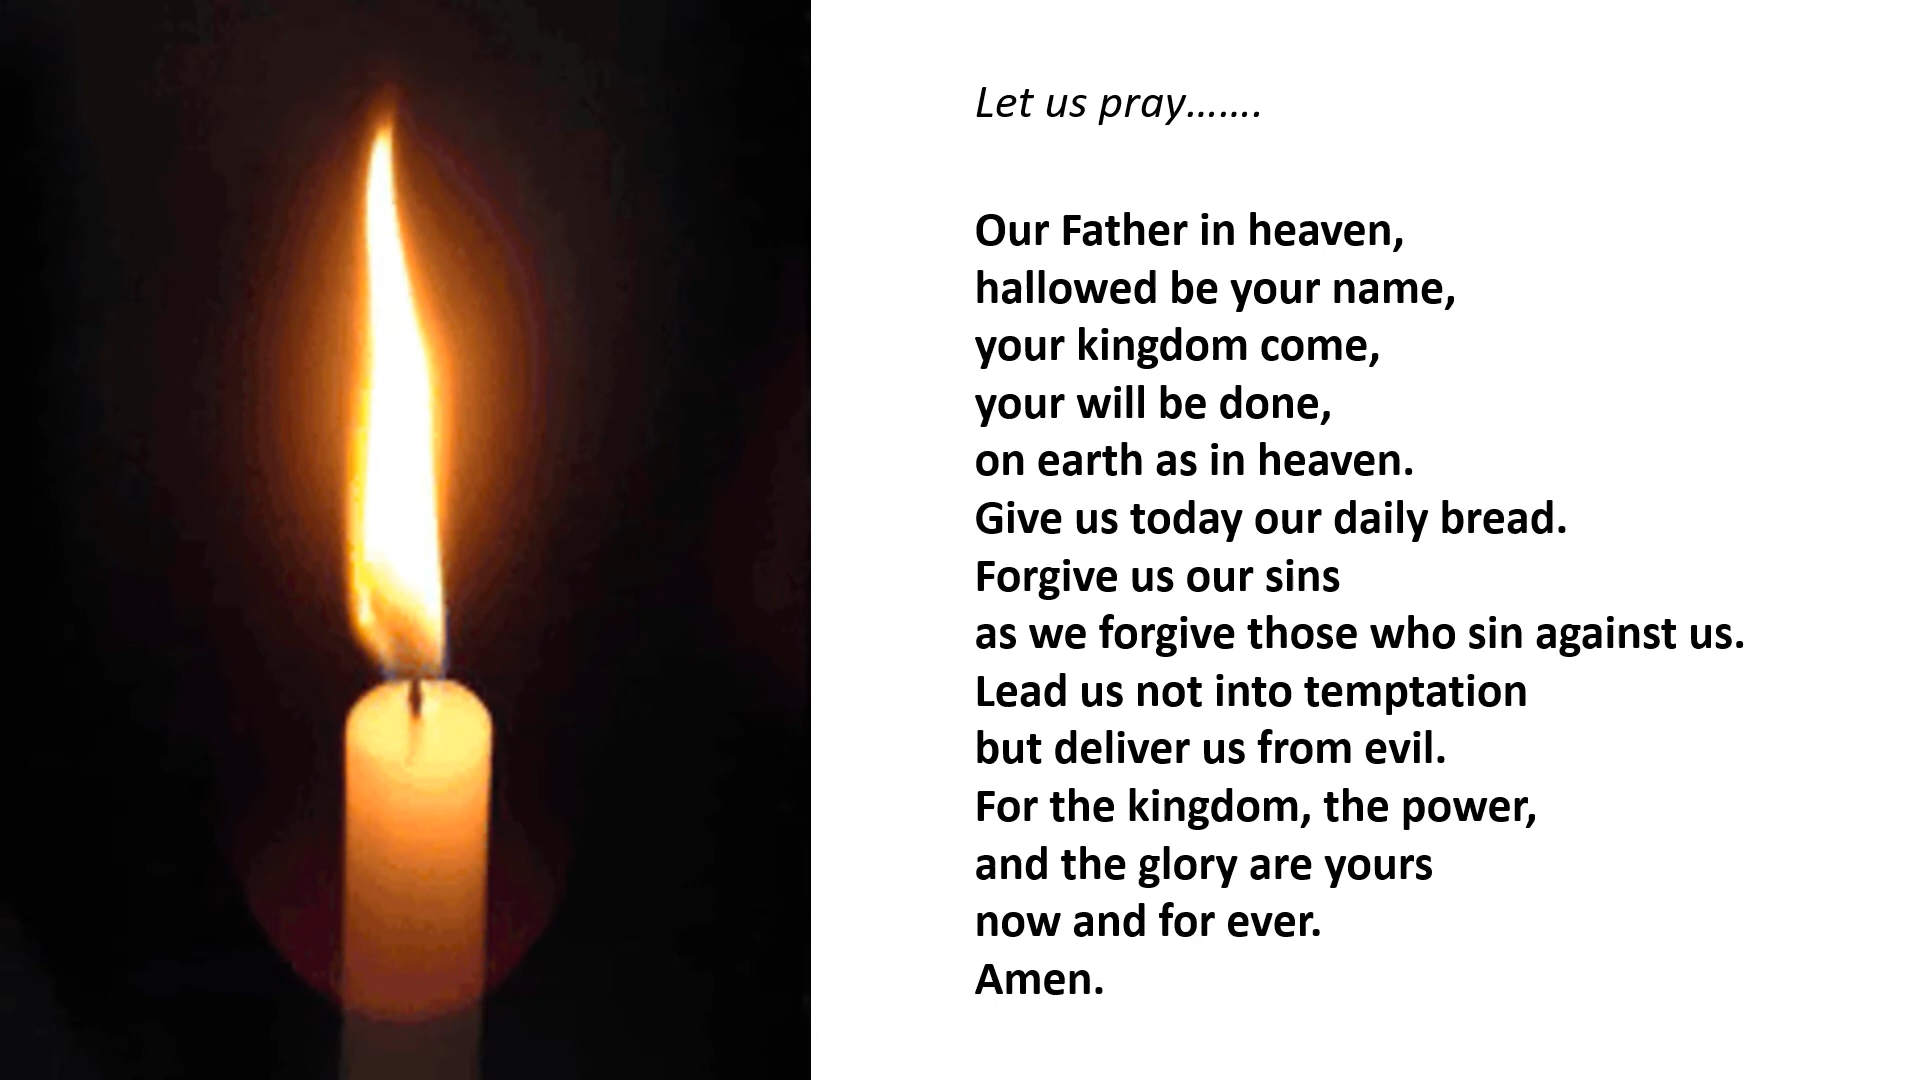 Let us pray…….
Our Father in heaven,
hallowed be your name,
your kingdom come,
your will be done,
on earth as in heaven.
Give us today our daily bread.
Forgive us our sins
as we forgive those who sin against us.
Lead us not into temptation
but deliver us from evil.
For the kingdom, the power,
and the glory are yours
now and for ever.
Amen.